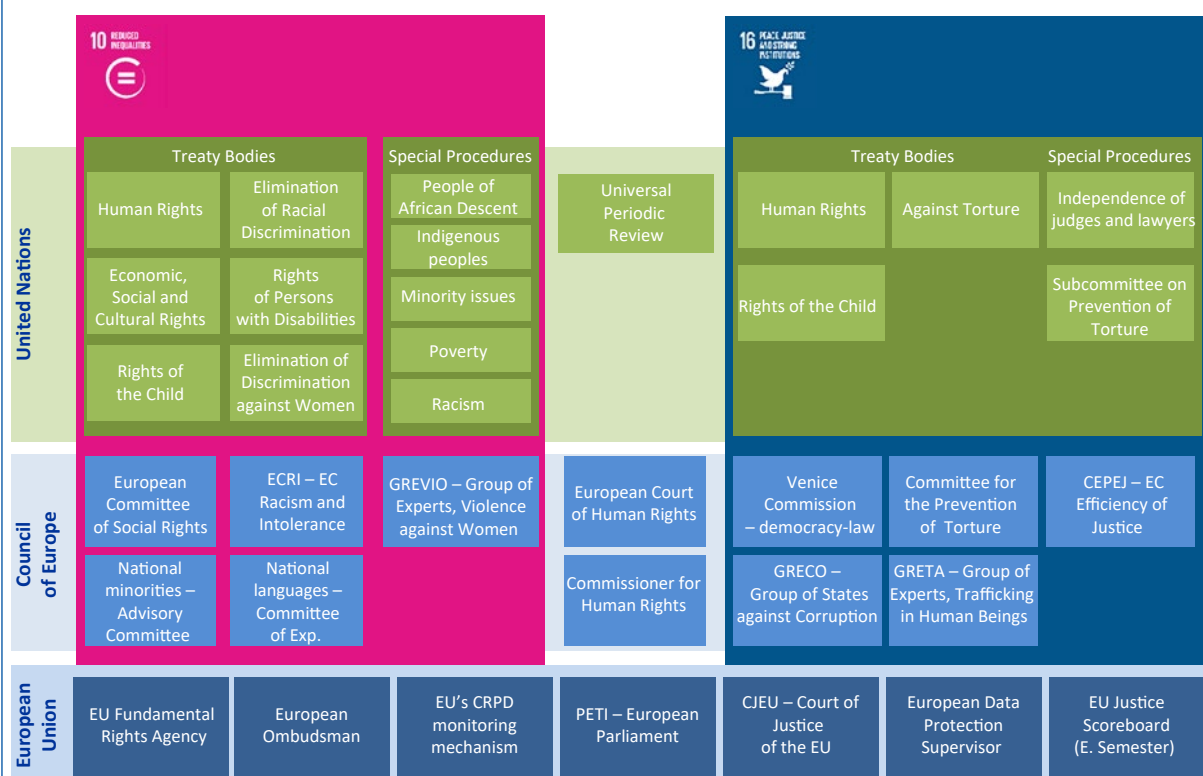 10 REDUCED
INEQUALITIES
16 PEACE, JUSTICE
AND STRONG
INSTITUTIONS
United Nations
Treaty Bodies
Human Rights
Elimination
of Racial
Discrimination
Economic,
Social and
Cultural Rights
Rights
of Persons
with Disabilities
Rights of
the Child
Elimination of
Discrimination
against Women
Special Procedures
People of
African Descent
Indigenous
peoples
Minority issues
Poverty
Racism
Universal
Periodic
Review
Treaty Bodies
Human Rights
Against Torture
Rights of the Child
Special Procedures
Independence of
judges and lawyers
Subcommittee on
Prevention of
Torture
Council
of Europe
European
Committee
of Social Rights
ECRI – EC
Racism and
Intolerance
GREVIO – Group of
Experts, Violence
against Women
European Court
of Human Rights
Venice
Commission
– democracy-law
Committee for
the Prevention
of Torture
CEPEJ – EC
Efficiency of
Justice
National
minorities –
Advisory
Committee
National
languages –
Committee
of Exp.
Commissioner for
Human Rights
GRECO –
Group of States
against Corruption
GRETA – Group of
Experts, Trafficking
in Human Beings
European
Union
EU Fundamental
Rights Agency
European
Ombudsman
EU's CRPD
monitoring
mechanism
PETI – European
Parliament
CJEU – Court of
Justice
of the EU
European Data
Protection
Supervisor
EU Justice
Scoreboard
(E. Semester)